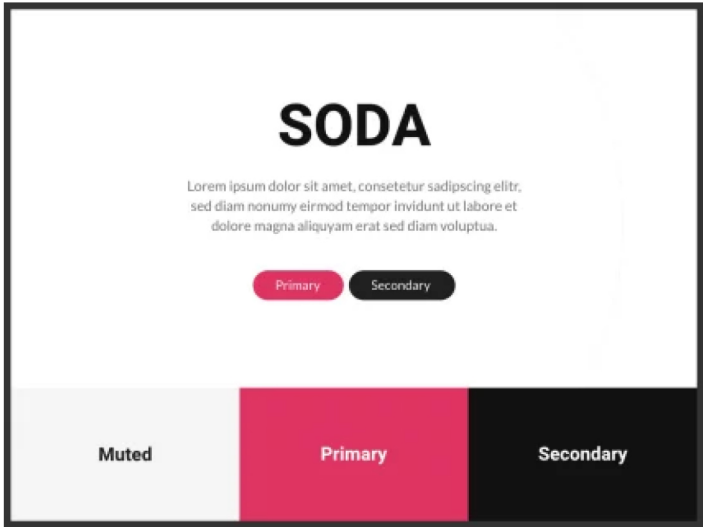 SODA
Lorem ipsum dolor sit amet, consetetur sadipscing elitr,
sed diam nonumy eirmod tempor invidunt ut labore et
dolore magna aliquyam erat sed diam voluptua.
Primary Secondary
Muted Primary Secondary